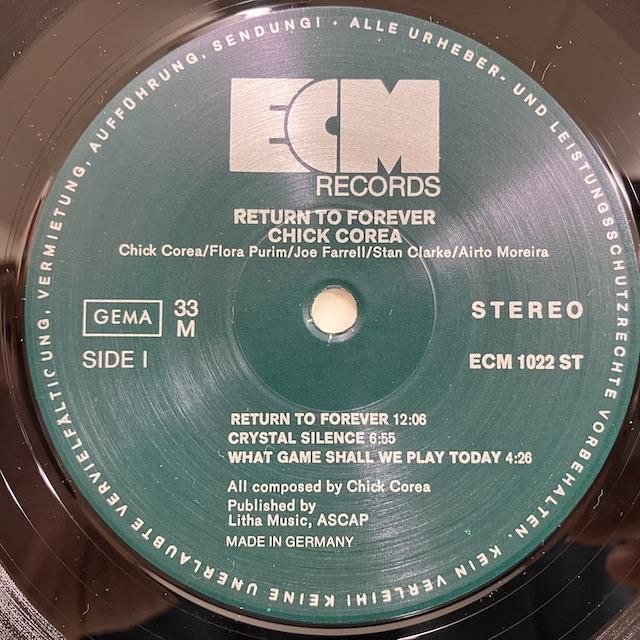 ECM
RECORDS
RETURN TO FOREVER
CHICK COREA
Chick Corea/Flora Purim/Joe Farrell/Stan Clarke/Airto Moreira
GEMA
33
M
STEREO
SIDE I
ECM 1022 ST
RETURN TO FOREVER 12:06
CRYSTAL SILENCE 6:55
WHAT GAME SHALL WE PLAY TODAY 4:26
All composed by Chick Corea
Published by
Litha Music, ASCAP
MADE IN GERMANY
ALLE URHEBER- UND LEISTUNGSSCHUTZRECHTE VORBEHALTEN. KEIN VERLEIH! KEINE UNERLAUBTE VERVIELFÄLTIGUNG, VERMIETUNG, AUFFÜHRUNG, SENDUNG! ·